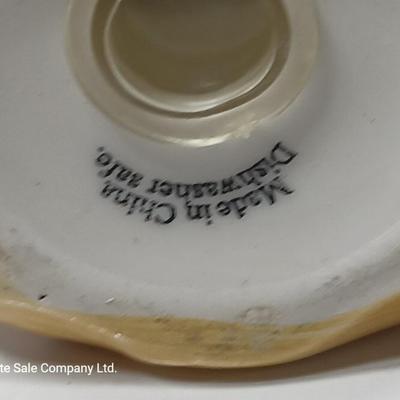 Made in China.
Dishwasher safe.
te Sale Company Ltd.